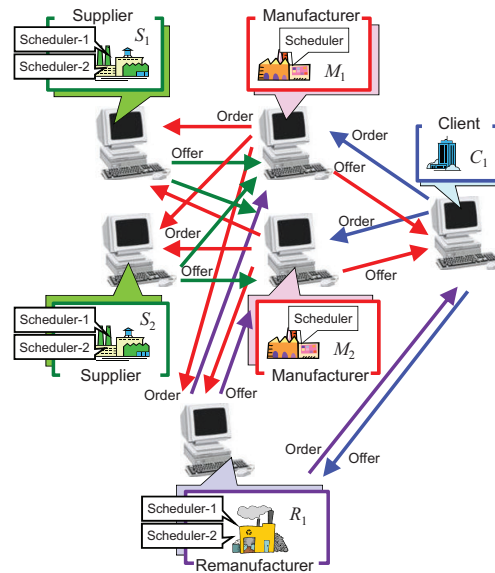 Supplier
Manufacturer
Scheduler-1
S1
Scheduler-2
Scheduler
M1
Client
C1
Order
Order
Offer
Offer
Order
Order
Offer
Offer
Scheduler-1
S2
Scheduler-2
Supplier
Scheduler
M2
Manufacturer
Order
Offer
Order
Offer
Scheduler-1
R1
Scheduler-2
Remanufacturer